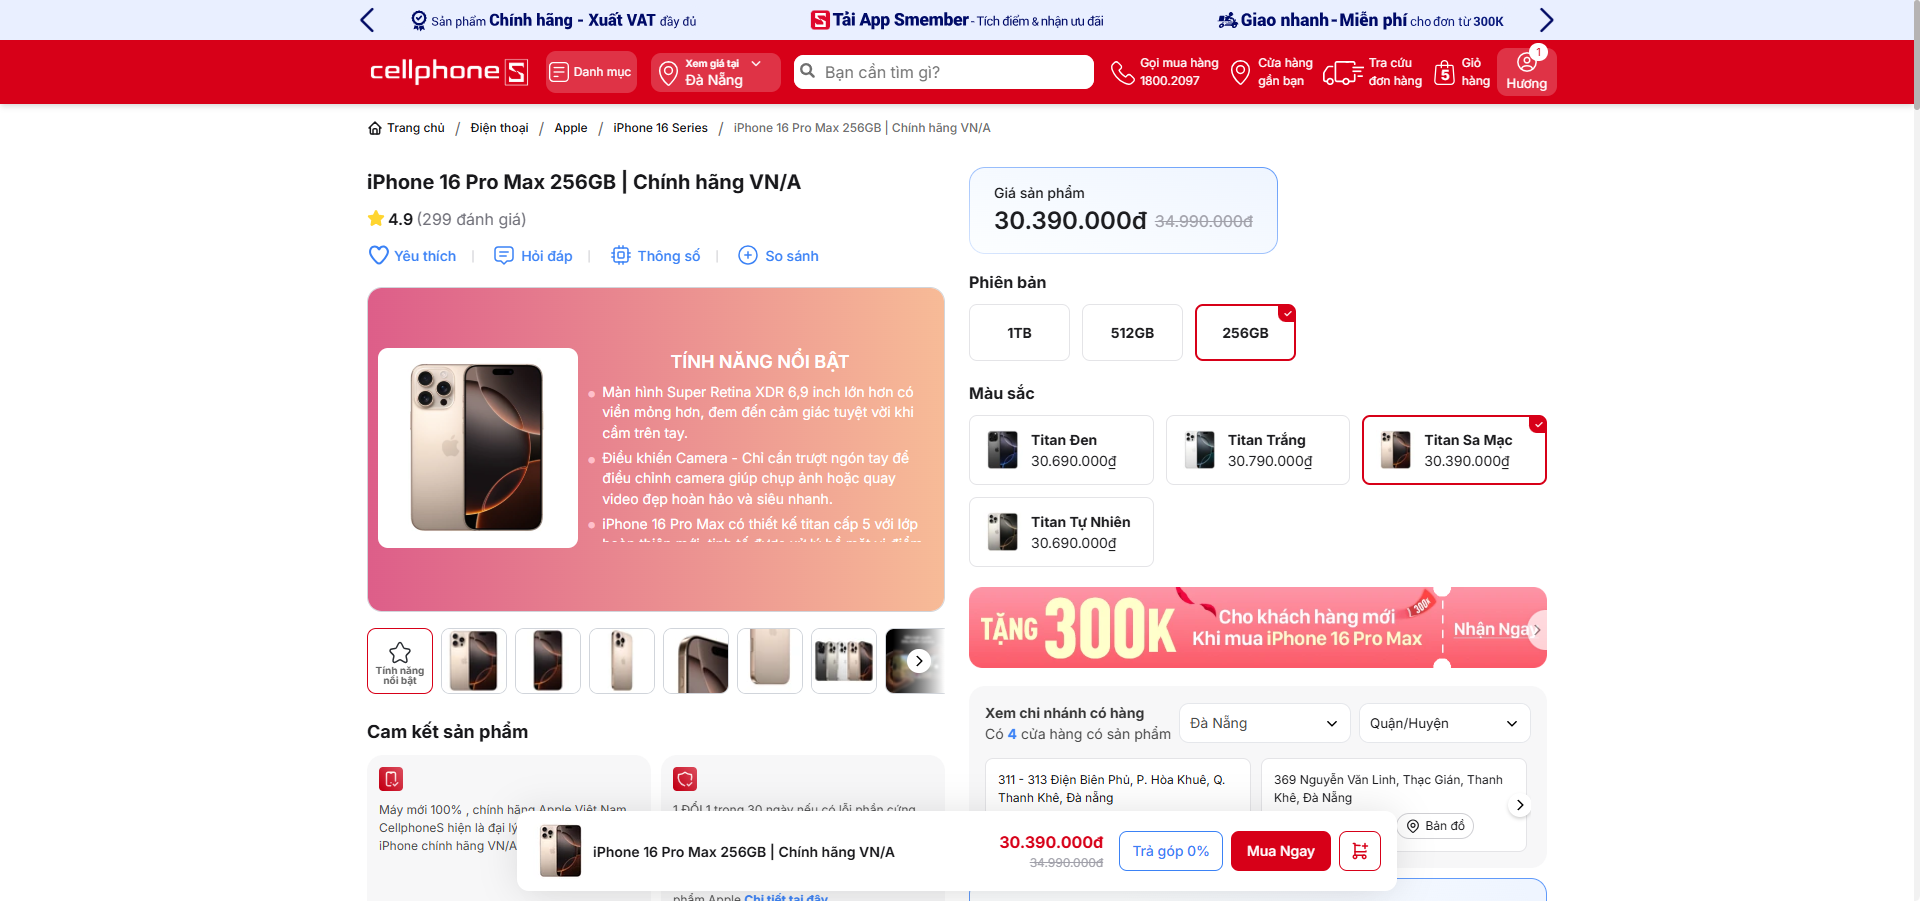 Sản phẩm Chính hãng - Xuất VAT đầy đủ
Tải App Smember - Tích điểm & nhận ưu đãi
Giao nhanh - Miễn phí cho đơn từ 300K
cellphoneS
Danh mục
Xem giá tại
Đà Nẵng
Bạn cần tìm gì?
Gọi mua hàng
1800.2097
Cửa hàng
gần bạn
Tra cứu
đơn hàng
5
Giỏ
hàng
1
Hương
Trang chủ / Điện thoại / Apple / iPhone 16 Series / iPhone 16 Pro Max 256GB | Chính hãng VN/A
iPhone 16 Pro Max 256GB | Chính hãng VN/A
4.9 (299 đánh giá)
Yêu thích | Hỏi đáp | Thông số | So sánh
TÍNH NĂNG NỔI BẬT
Màn hình Super Retina XDR 6,9 inch lớn hơn có
viền mỏng hơn, đem đến cảm giác tuyệt vời khi
cầm trên tay.
Điều khiển Camera - Chỉ cần trượt ngón tay để
điều chỉnh camera giúp chụp ảnh hoặc quay
video đẹp hoàn hảo và siêu nhanh.
iPhone 16 Pro Max có thiết kế titan cấp 5 với lớp
Tính năng
nổi bật
Cam kết sản phẩm
Máy mới 100% , chính hãng Apple Việt Nam.
CellphoneS hiện là đại lý
iPhone chính hãng VN/A
1 ĐỔI 1 trong 30 ngày nếu có lỗi phần cứng
phẩm Apple Chi tiết tại đây
Giá sản phẩm
30.390.000đ 34.990.000đ
Phiên bản
1TB
512GB
256GB
Màu sắc
Titan Đen
30.690.000₫
Titan Trắng
30.790.000₫
Titan Sa Mạc
30.390.000₫
Titan Tự Nhiên
30.690.000₫
TẶNG 300K
Cho khách hàng mới
Khi mua iPhone 16 Pro Max
300K
Nhận Ngay
Xem chi nhánh có hàng
Có 4 cửa hàng có sản phẩm
Đà Nẵng
Quận/Huyện
311 - 313 Điện Biên Phủ, P. Hòa Khuê, Q.
Thanh Khê, Đà nẵng
369 Nguyễn Văn Linh, Thạc Gián, Thanh
Khê, Đà Nẵng
Bản đồ
iPhone 16 Pro Max 256GB | Chính hãng VN/A
30.390.000đ
34.990.000đ
Trả góp 0%
Mua Ngay